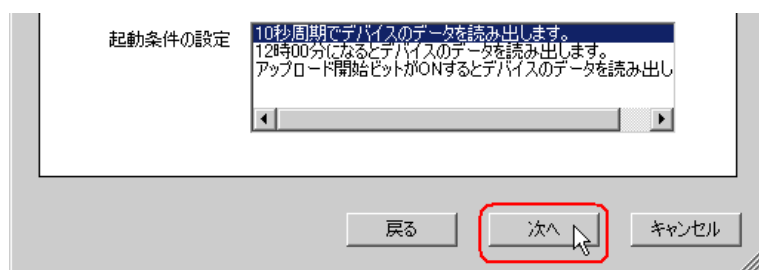 起動条件の設定
10秒周期でデバイスのデータを読み出します。
12時00分になるとデバイスのデータを読み出します。
アップロード開始ビットがONするとデバイスのデータを読み出し
戻る
次へ
キャンセル